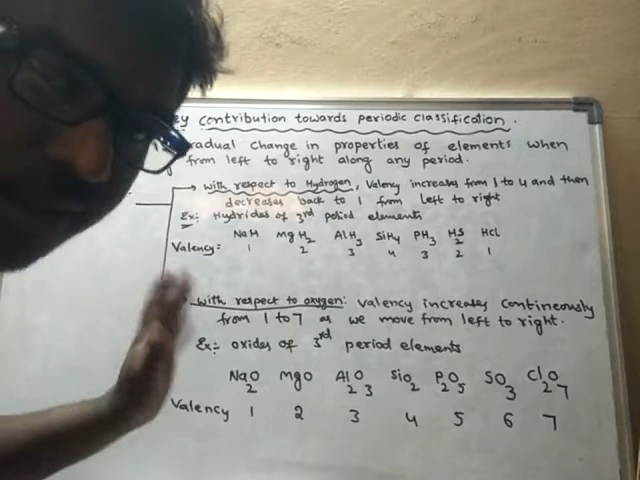 ey contribution towards periodic classification.
radual change in properties of elements when
from left to right along any period.
→ with respect to Hydrogen, Valency increases from 1 to 4 and then
decreases back to 1 from left to right
Ex:- Hydrides of 3rd period elements
NaH MgH2 AlH3 SiH4 PH3 H2S HCl
Valency: 1 2 3 4 3 2 1
with respect to oxygen: valency increases contineously
from 1 to 7 as we move from left to right.
Ex:- oxides of 3rd period elements
Na2O MgO Al2O3 SiO2 P2O5 SO3 Cl2O7
Valency 1 2 3 4 5 6 7